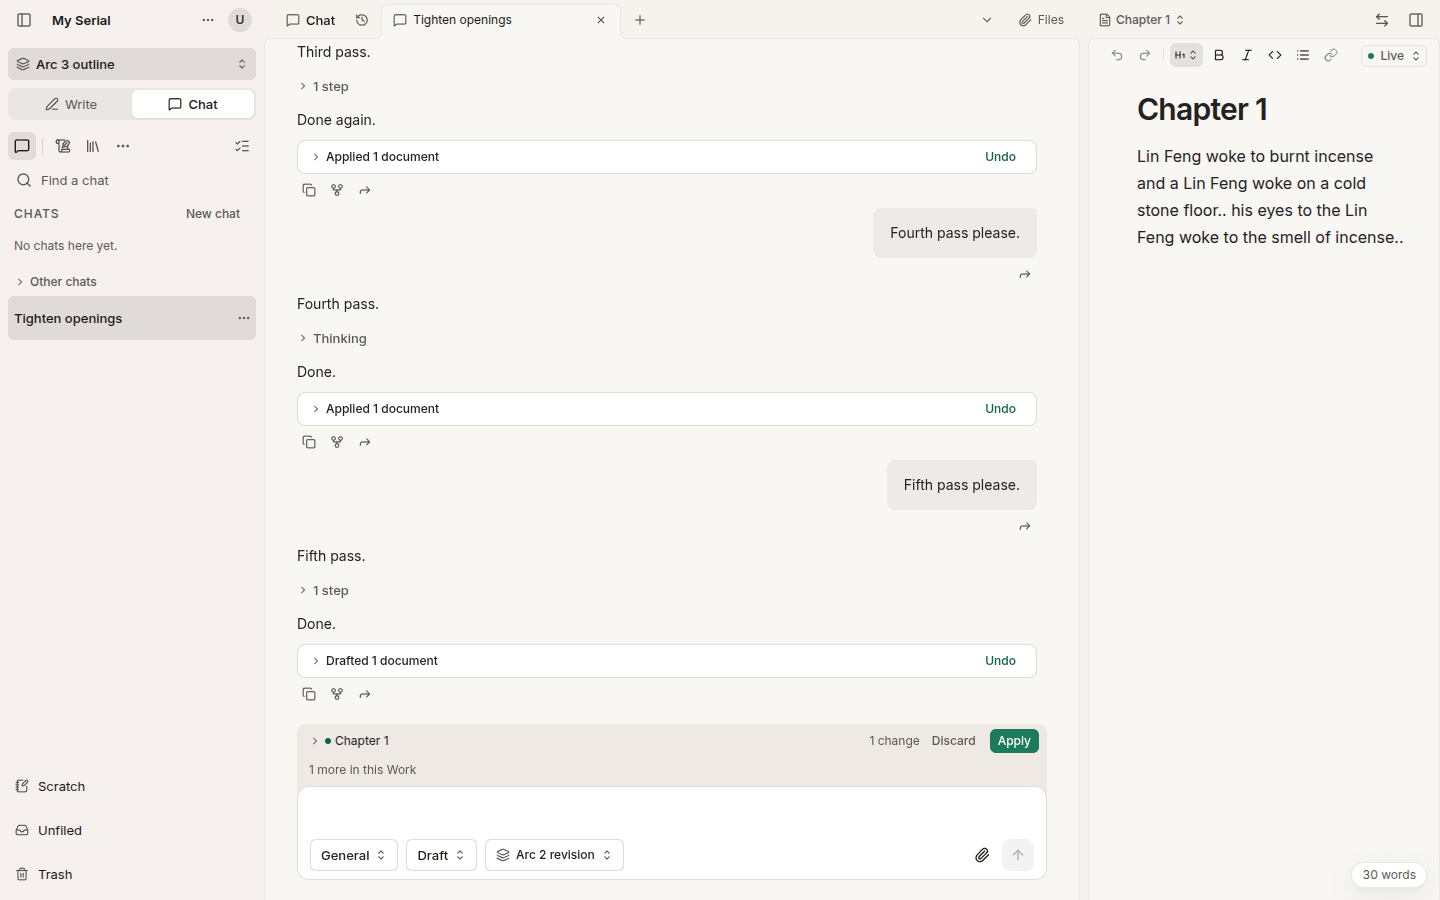 My Serial
U
Chat
Tighten openings
Files
Chapter 1
Arc 3 outline
Write
Chat
Find a chat
CHATS
New chat
No chats here yet.
Other chats
Tighten openings
Scratch
Unfiled
Trash
Third pass.
1 step
Done again.
Applied 1 document
Undo
Fourth pass please.
Fourth pass.
Thinking
Done.
Applied 1 document
Undo
Fifth pass please.
Fifth pass.
1 step
Done.
Drafted 1 document
Undo
Chapter 1
1 change
Discard
Apply
1 more in this Work
General
Draft
Arc 2 revision
H1
B
I
Live
Chapter 1
Lin Feng woke to burnt incense
and a Lin Feng woke on a cold
stone floor.. his eyes to the Lin
Feng woke to the smell of incense..
30 words